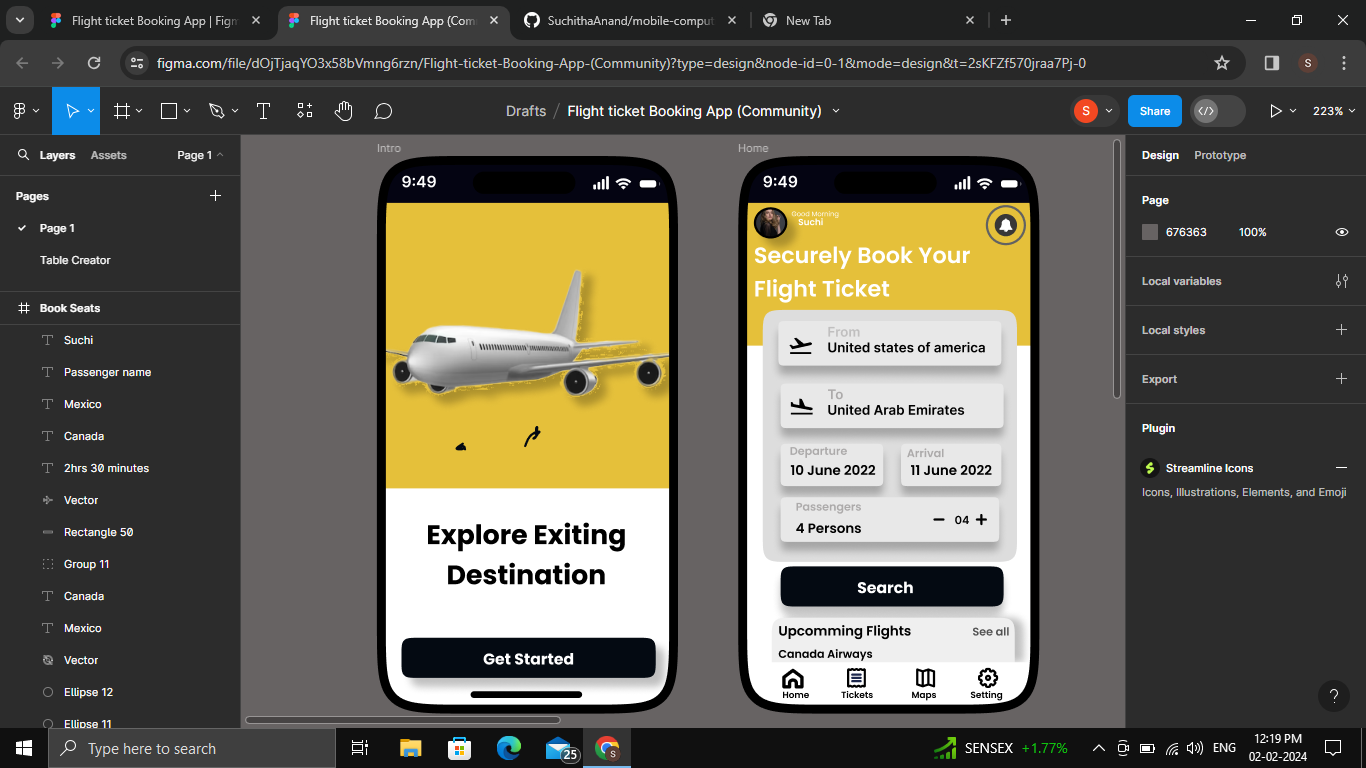 Flight ticket Booking App | Figm
Flight ticket Booking App (Com
SuchithaAnand/mobile-comput
New Tab
figma.com/file/dOjTjaqYO3x58bVmng6rzn/Flight-ticket-Booking-App-(Community)?type=design&node-id=0-1&mode=design&t=2sKFZf570jraa7Pj-0
S
Drafts / Flight ticket Booking App (Community)
S
Share
223%
Layers
Assets
Page 1
Pages
Page 1
Table Creator
Book Seats
Suchi
Passenger name
Mexico
Canada
2hrs 30 minutes
Vector
Rectangle 50
Group 11
Canada
Mexico
Vector
Ellipse 12
Ellipse 11
Intro
9:49
Explore Exiting
Destination
Get Started
Home
9:49
Good Morning
Suchi
Securely Book Your
Flight Ticket
From
United states of america
To
United Arab Emirates
Departure
10 June 2022
Arrival
11 June 2022
Passengers
4 Persons
04
Search
Upcomming Flights
See all
Canada Airways
Home
Tickets
Maps
Setting
Design
Prototype
Page
676363
100%
Local variables
Local styles
Export
Plugin
Streamline Icons
Icons, Illustrations, Elements, and Emoji
?
Type here to search
25
S
SENSEX +1.77%
ENG
12:19 PM
02-02-2024